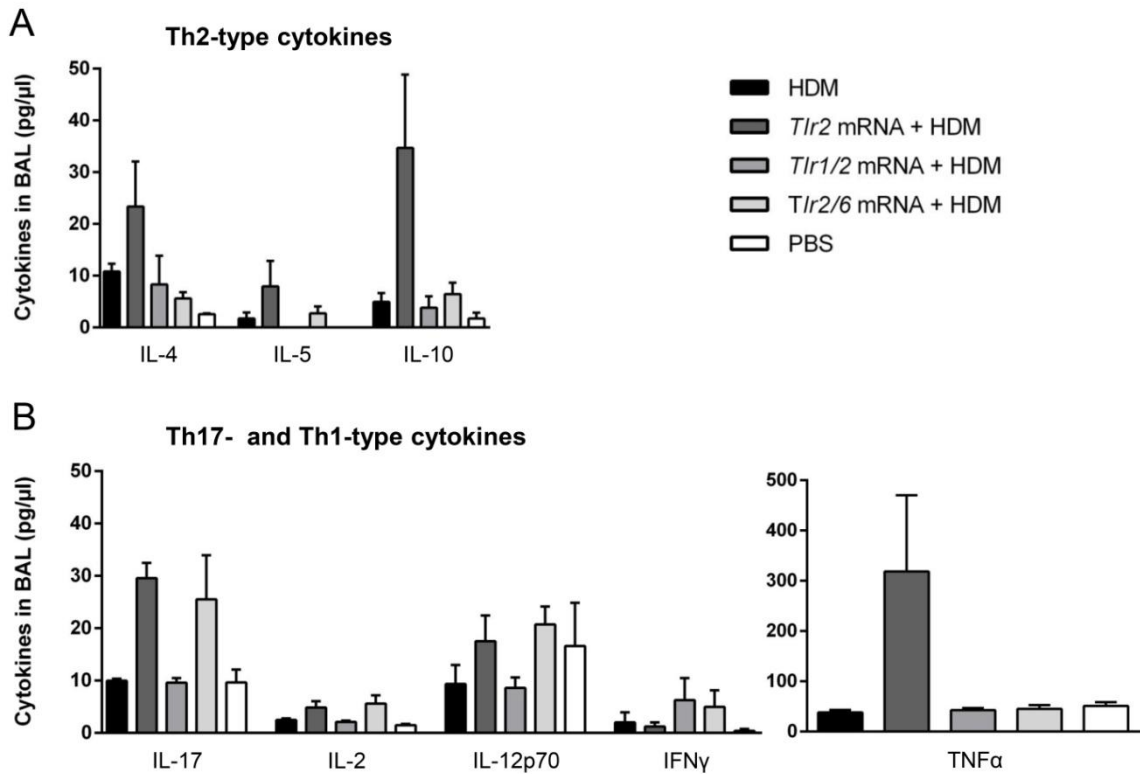 A
Th2-type cytokines
Cytokines in BAL (pg/µl)
50
40
30
20
10
0
IL-4 IL-5 IL-10
HDM
Tlr2 mRNA + HDM
Tlr1/2 mRNA + HDM
Tlr2/6 mRNA + HDM
PBS
B
Th17- and Th1-type cytokines
Cytokines in BAL (pg/µl)
50
40
30
20
10
0
IL-17 IL-2 IL-12p70 IFNγ
500
400
300
200
100
0
TNFα